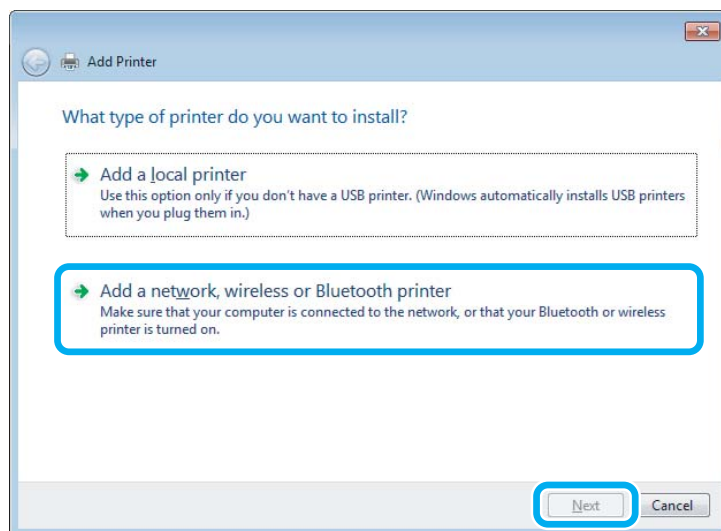 Add Printer
What type of printer do you want to install?
Add a local printer
Use this option only if you don't have a USB printer. (Windows automatically installs USB printers
when you plug them in.)
Add a network, wireless or Bluetooth printer
Make sure that your computer is connected to the network, or that your Bluetooth or wireless
printer is turned on.
Next
Cancel